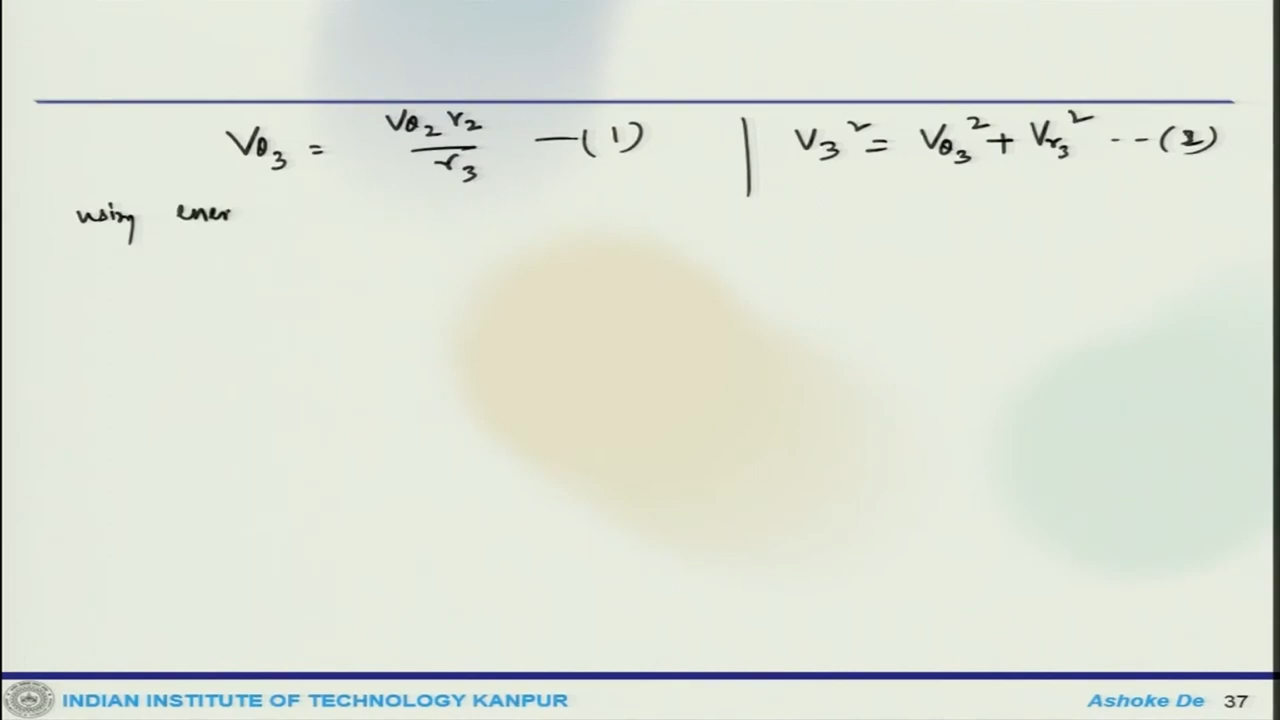 Vθ3 = Vθ2 r2 / r3 —(1) | V3² = Vθ3² + Vr3² --(2)
using ener
INDIAN INSTITUTE OF TECHNOLOGY KANPUR Ashoke De 37